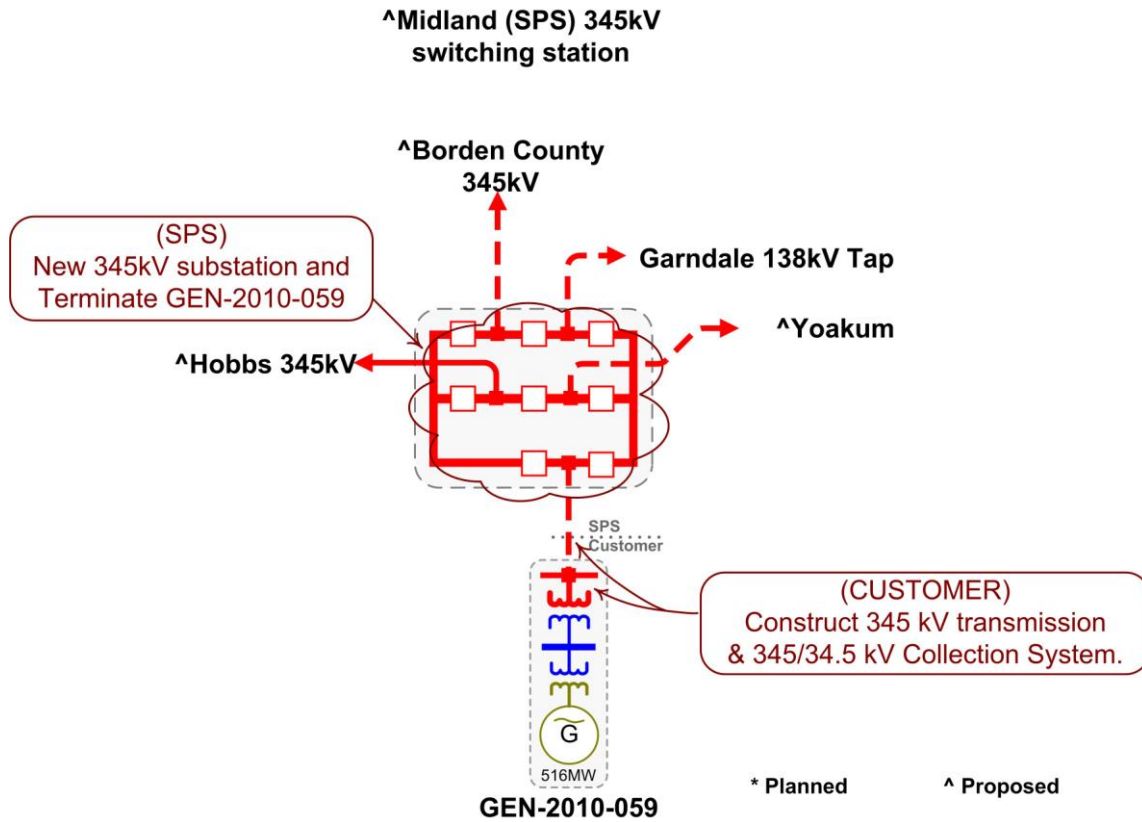 ^Midland (SPS) 345kV
switching station
^Borden County
345kV
(SPS)
New 345kV substation and
Terminate GEN-2010-059
Garndale 138kV Tap
^Yoakum
^Hobbs 345kV
SPS
Customer
(CUSTOMER)
Construct 345 kV transmission
& 345/34.5 kV Collection System.
G
516MW
GEN-2010-059
* Planned
^ Proposed